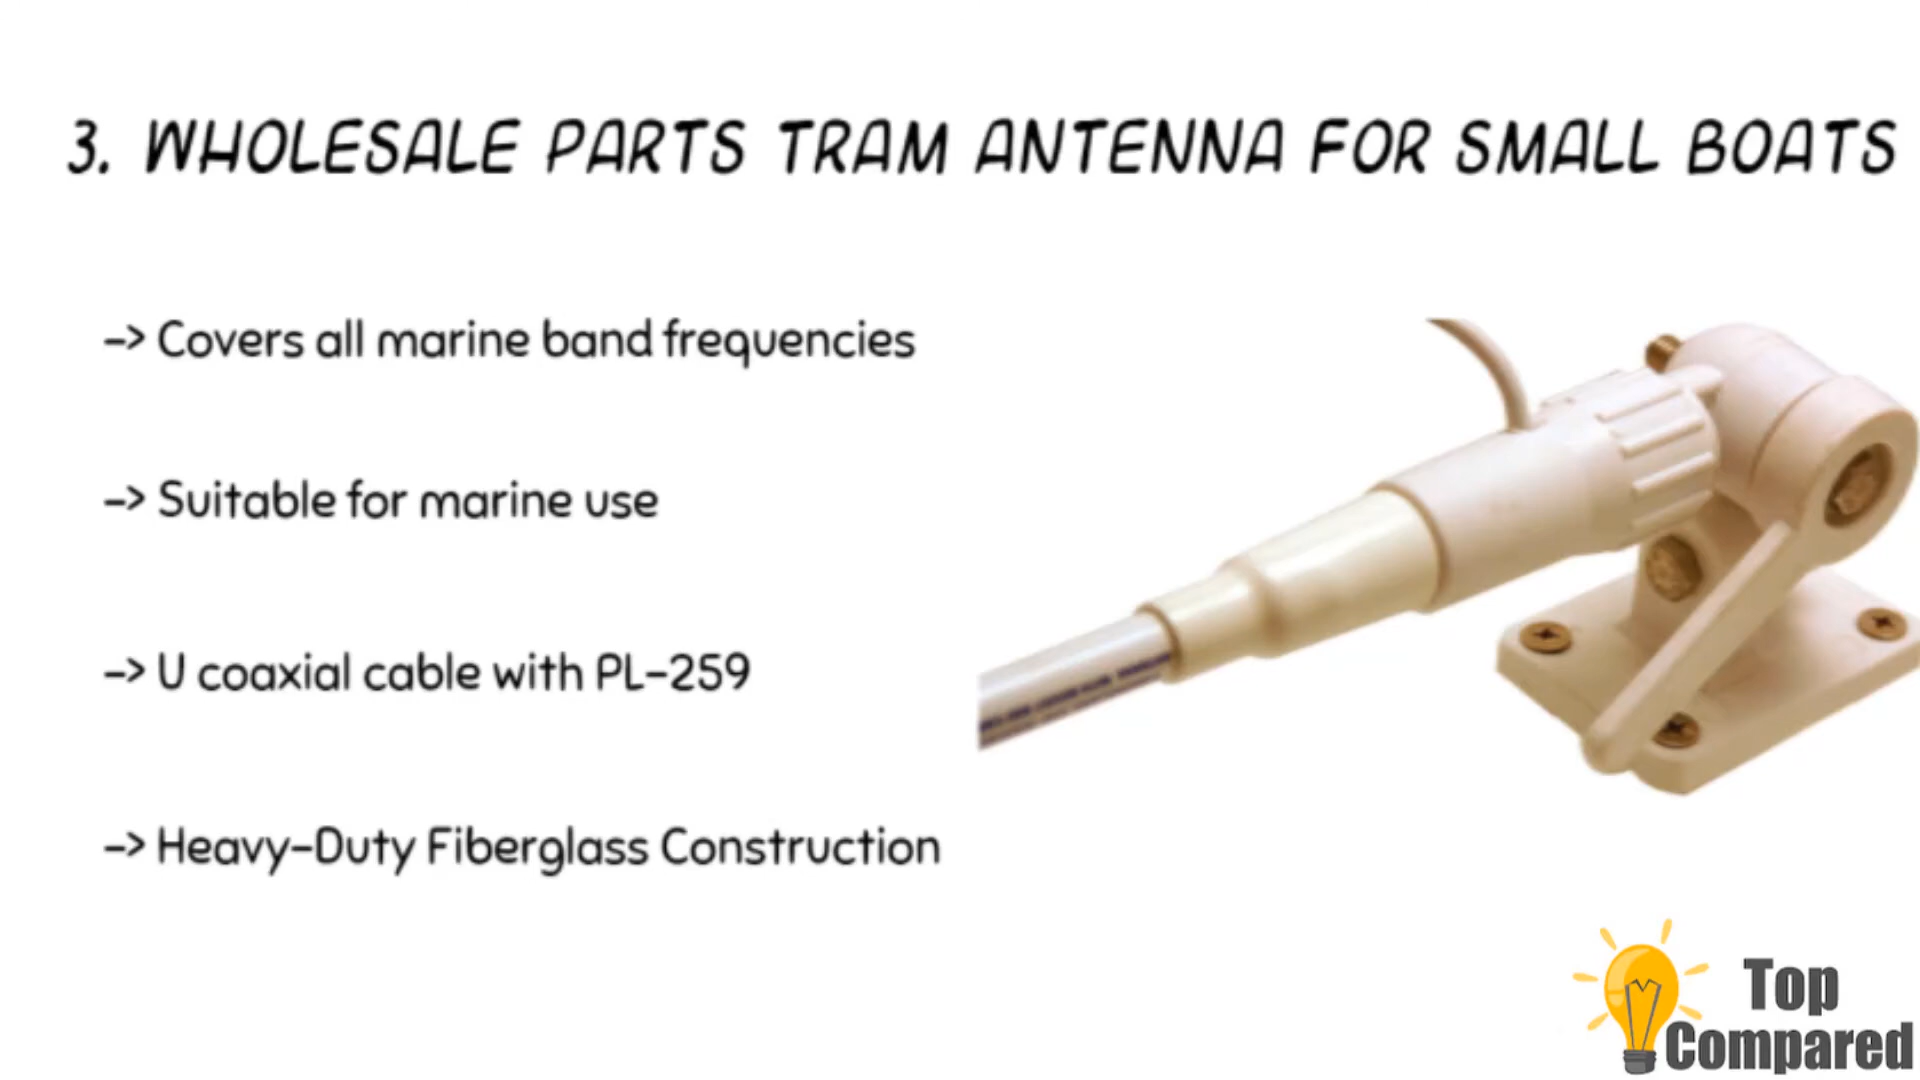 3. WHOLESALE PARTS TRAM ANTENNA FOR SMALL BOATS
-> Covers all marine band frequencies
-> Suitable for marine use
-> U coaxial cable with PL-259
-> Heavy-Duty Fiberglass Construction
Top
Compared